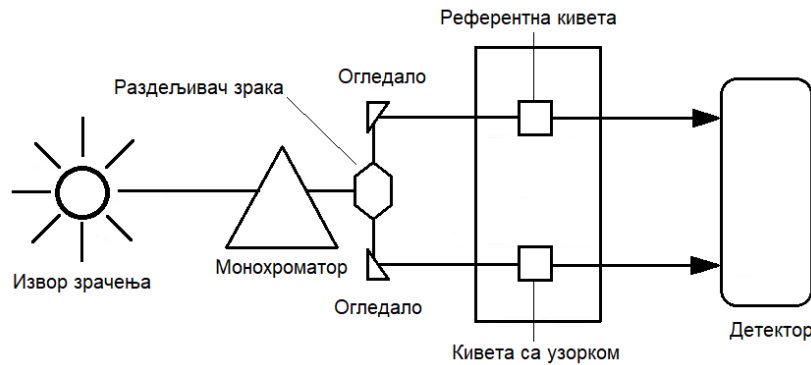 Референтна кивета
Огледало
Раздељивач зрака
Извор зрачења
Монохроматор
Огледало
Кивета са узорком
Детектор